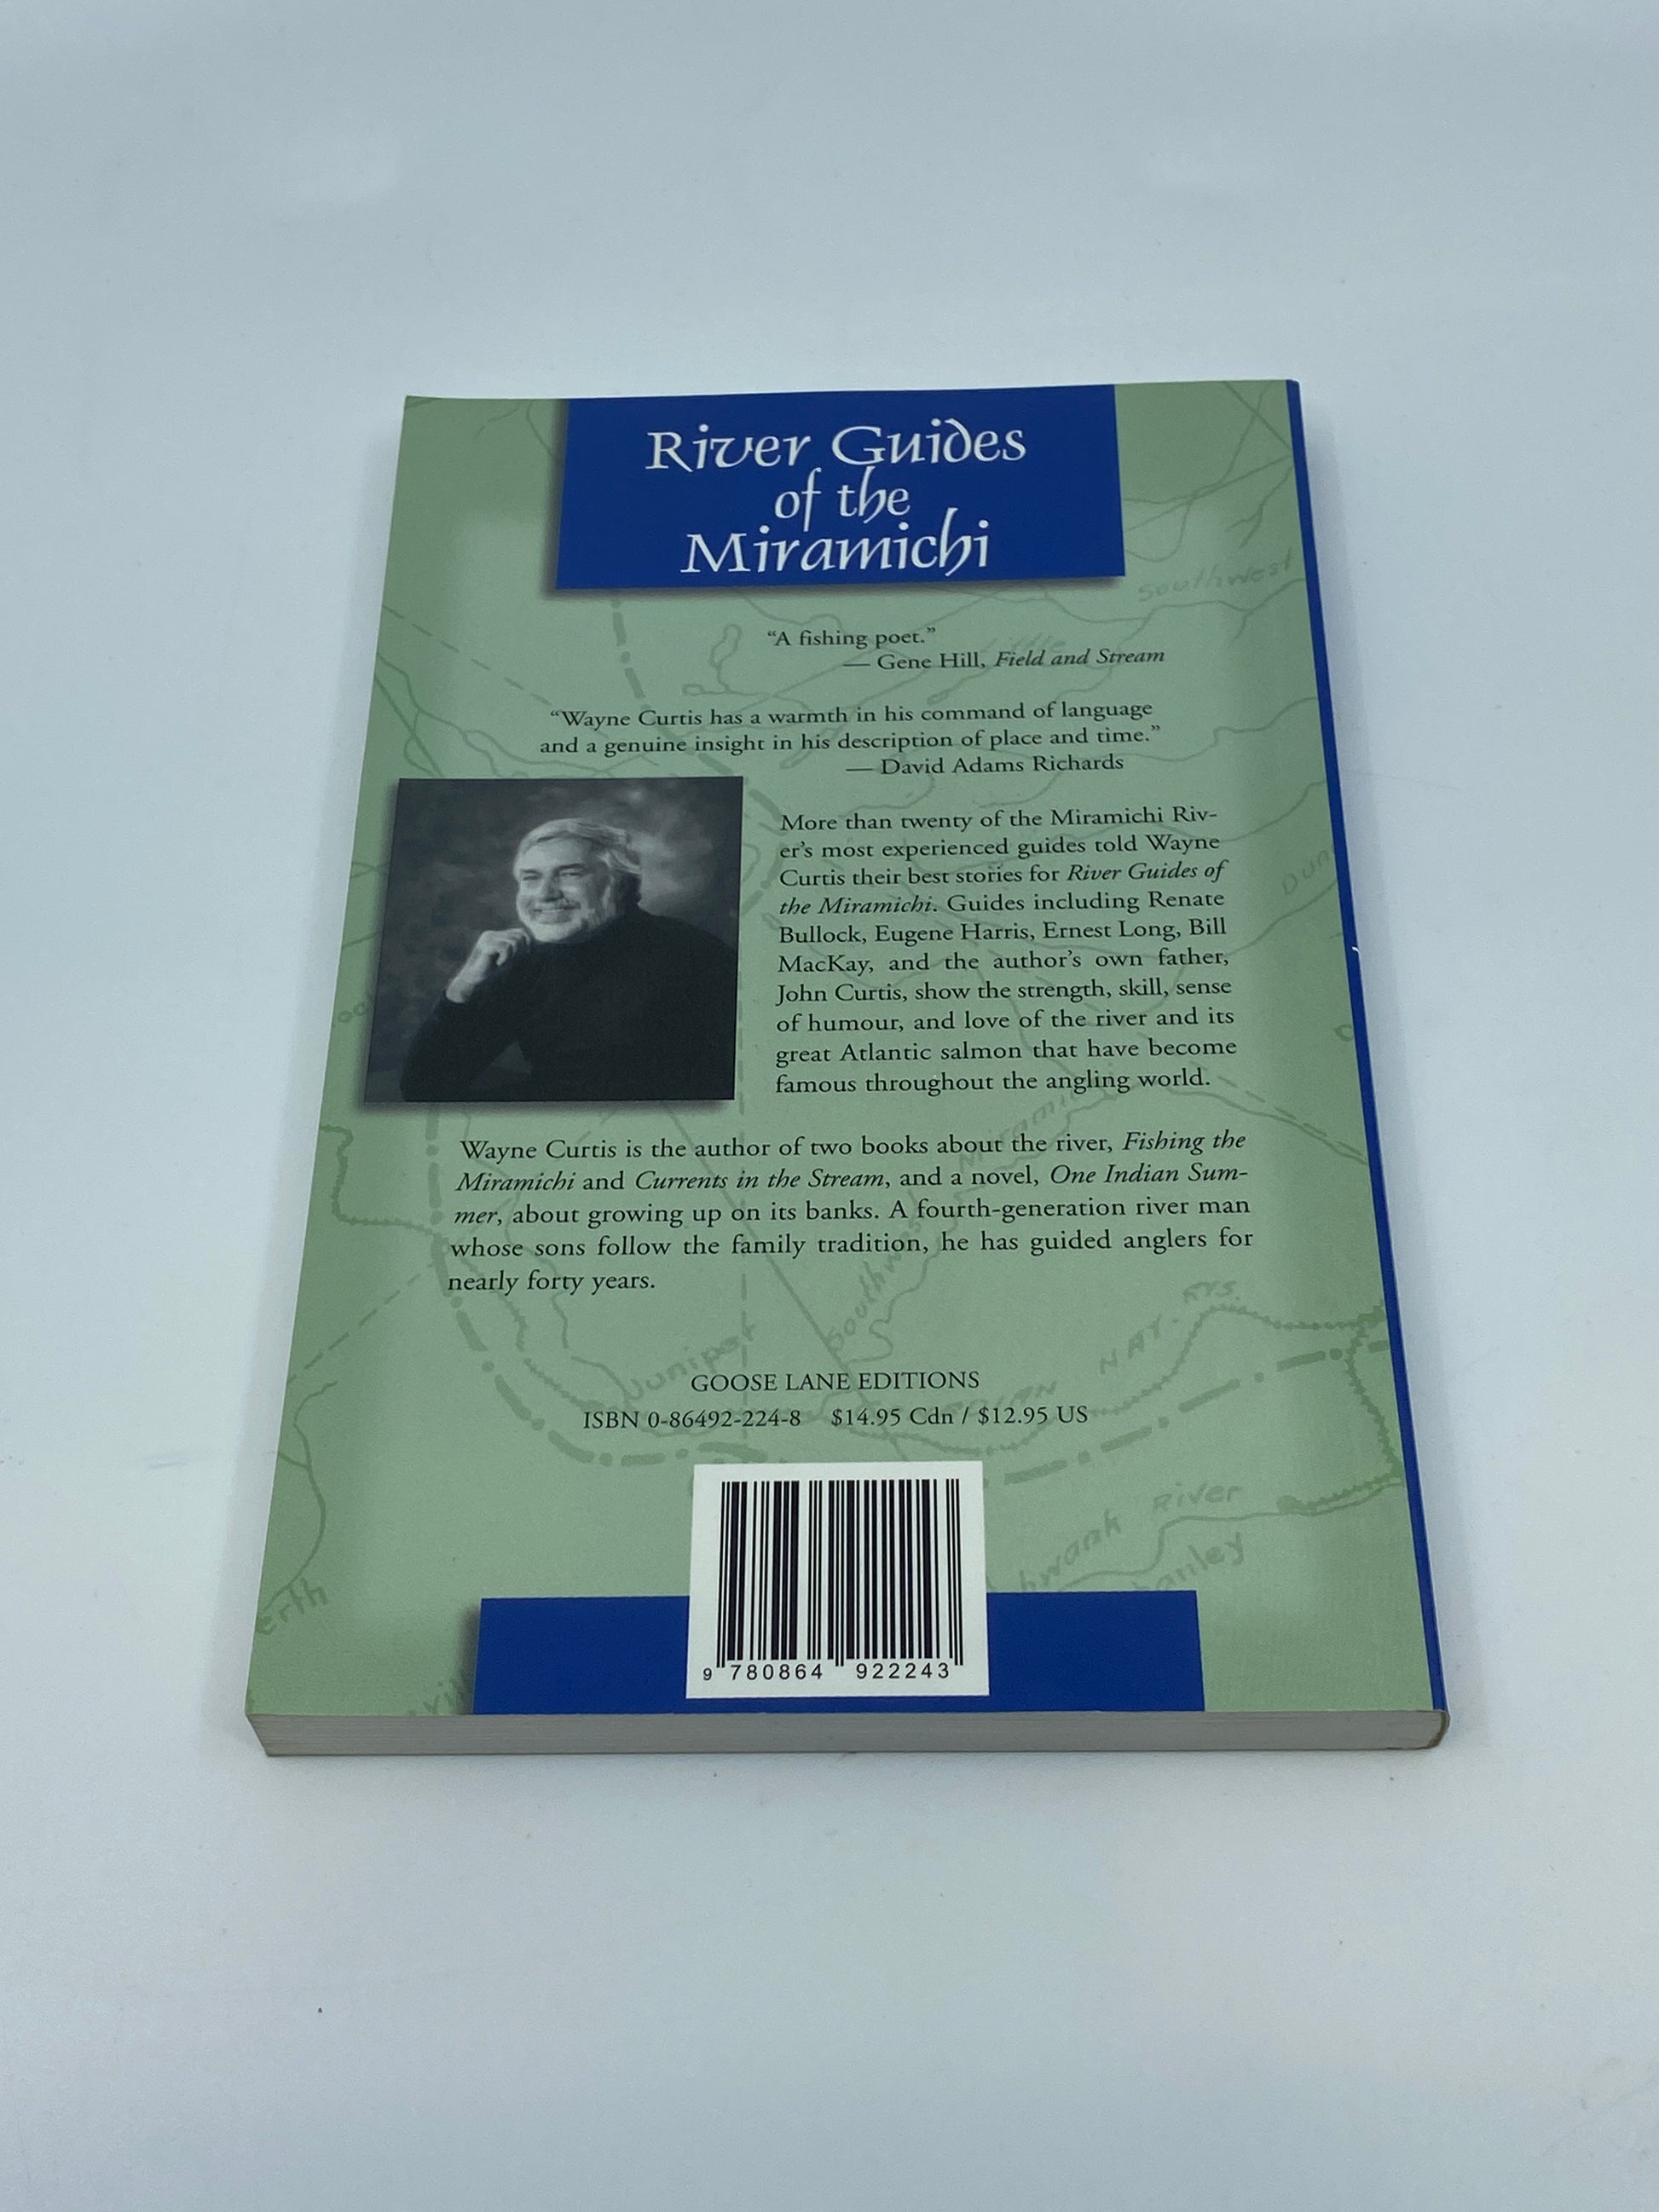 River Guides
of the
Miramichi
Southwest
“A fishing poet.”
— Gene Hill, Field and Stream
“Wayne Curtis has a warmth in his command of language
and a genuine insight in his description of place and time.”
— David Adams Richards
More than twenty of the Miramichi Riv-
er’s most experienced guides told Wayne
Curtis their best stories for River Guides of
the Miramichi. Guides including Renate
Bullock, Eugene Harris, Ernest Long, Bill
MacKay, and the author’s own father,
John Curtis, show the strength, skill, sense
of humour, and love of the river and its
great Atlantic salmon that have become
famous throughout the angling world.
Wayne Curtis is the author of two books about the river, Fishing the
Miramichi and Currents in the Stream, and a novel, One Indian Sum-
mer, about growing up on its banks. A fourth-generation river man
whose sons follow the family tradition, he has guided anglers for
nearly forty years.
Juniper
NAT. RYS.
GOOSE LANE EDITIONS
ISBN 0-86492-224-8 $14.95 Cdn / $12.95 US
hwank River
anley
erth
9 780864 922243